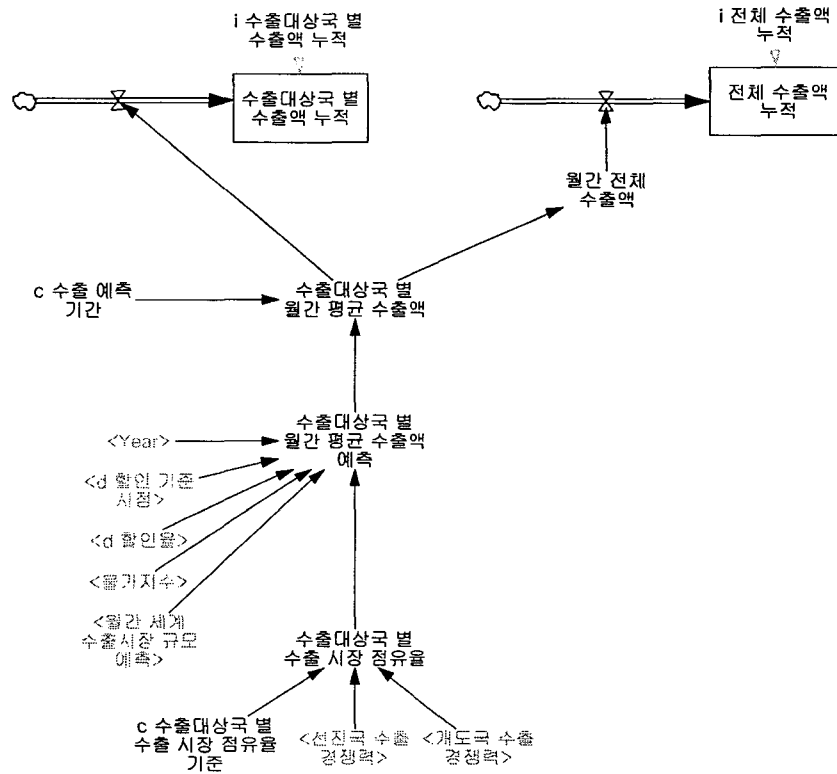 i 수출대상국 별
수출액 누적
i 전체 수출액
누적
수출대상국 별
수출액 누적
전체 수출액
누적
월간 전체
수출액
c 수출 예측
기간
수출대상국 별
월간 평균 수출액
수출대상국 별
월간 평균 수출액
예측
<Year>
<d 할인 기준
시점>
<d 할인율>
<물가지수>
<월간 세계
수출시장 규모
예측>
수출대상국 별
수출 시장 점유율
c 수출대상국 별
수출 시장 점유율
기준
<선진국 수출
경쟁력>
<개도국 수출
경쟁력>